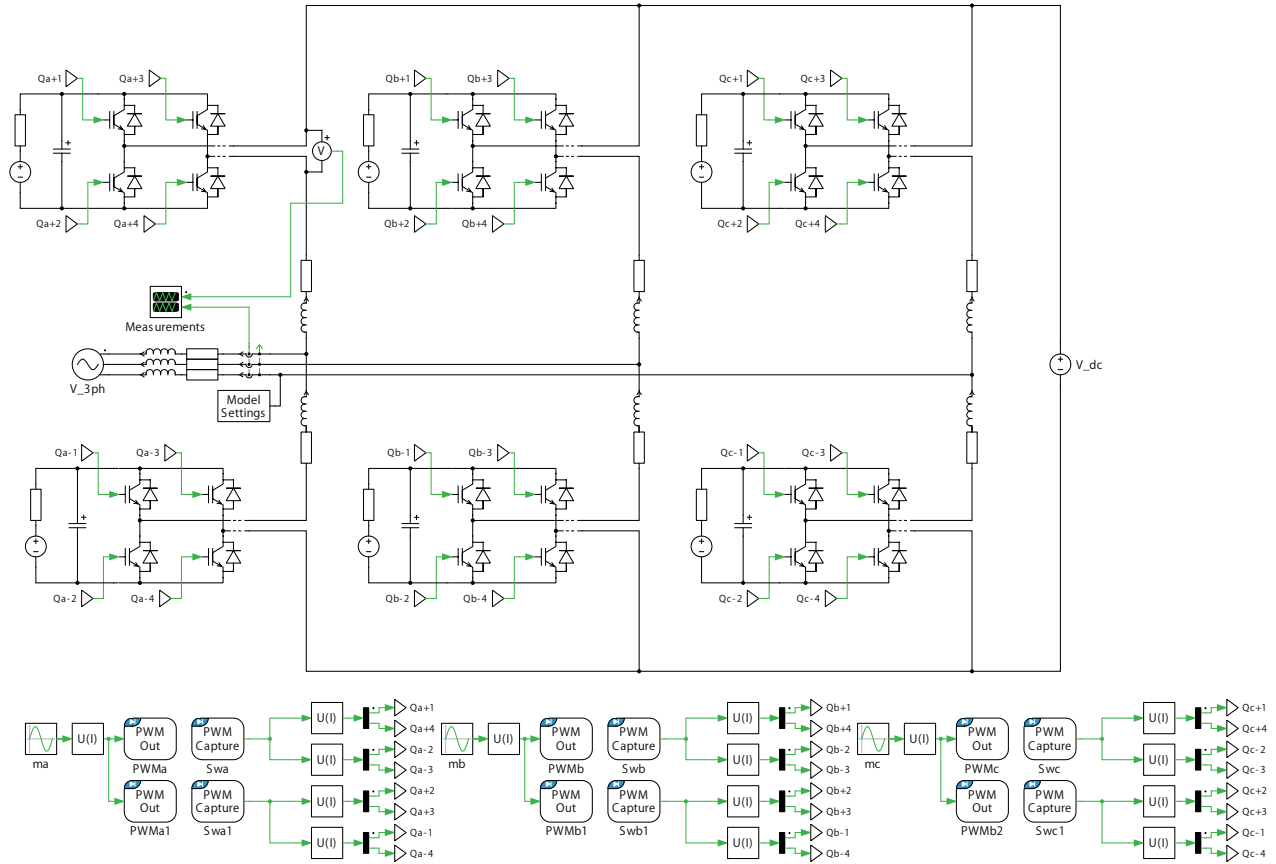 Qa+1
Qa+3
Qb+1
Qb+3
Qc+1
Qc+3
+
+
+
+
V
+
+
+
+
Qa+2
Qa+4
Qb+2
Qb+4
Qc+2
Qc+4
Measurements
V_3ph
V_dc
Model
Settings
Qa-1
Qa-3
Qb-1
Qb-3
Qc-1
Qc-3
+
+
+
+
+
+
Qa-2
Qa-4
Qb-2
Qb-4
Qc-2
Qc-4
ma
U(I)
PWM
Out
PWMa
PWM
Capture
Swa
U(I)
Qa+1
Qa+4
U(I)
Qa-2
Qa-3
PWM
Out
PWMa1
PWM
Capture
Swa1
U(I)
Qa+2
Qa+3
U(I)
Qa-1
Qa-4
mb
U(I)
PWM
Out
PWMb
PWM
Capture
Swb
U(I)
Qb+1
Qb+4
U(I)
Qb-2
Qb-3
PWM
Out
PWMb1
PWM
Capture
Swb1
U(I)
Qb+2
Qb+3
U(I)
Qb-1
Qb-4
mc
U(I)
PWM
Out
PWMc
PWM
Capture
Swc
U(I)
Qc+1
Qc+4
U(I)
Qc-2
Qc-3
PWM
Out
PWMb2
PWM
Capture
Swc1
U(I)
Qc+2
Qc+3
U(I)
Qc-1
Qc-4